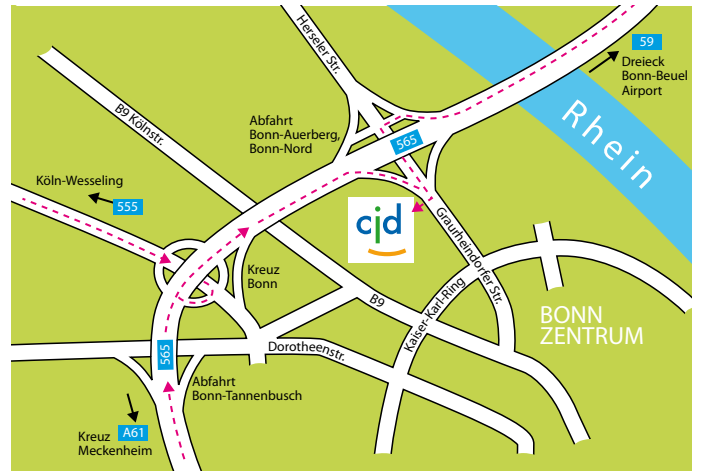 Herseler Str.
59
Dreieck
Bonn-Beuel
Airport
Rhein
B9 Kölnstr.
Abfahrt
Bonn-Auerberg,
Bonn-Nord
565
Köln-Wesseling
555
cjd
Graurheindorfer Str.
Kreuz
Bonn
B9
Kaiser-Karl-Ring
BONN
ZENTRUM
565
Dorotheenstr.
Abfahrt
Bonn-Tannenbusch
Kreuz
Meckenheim
A61